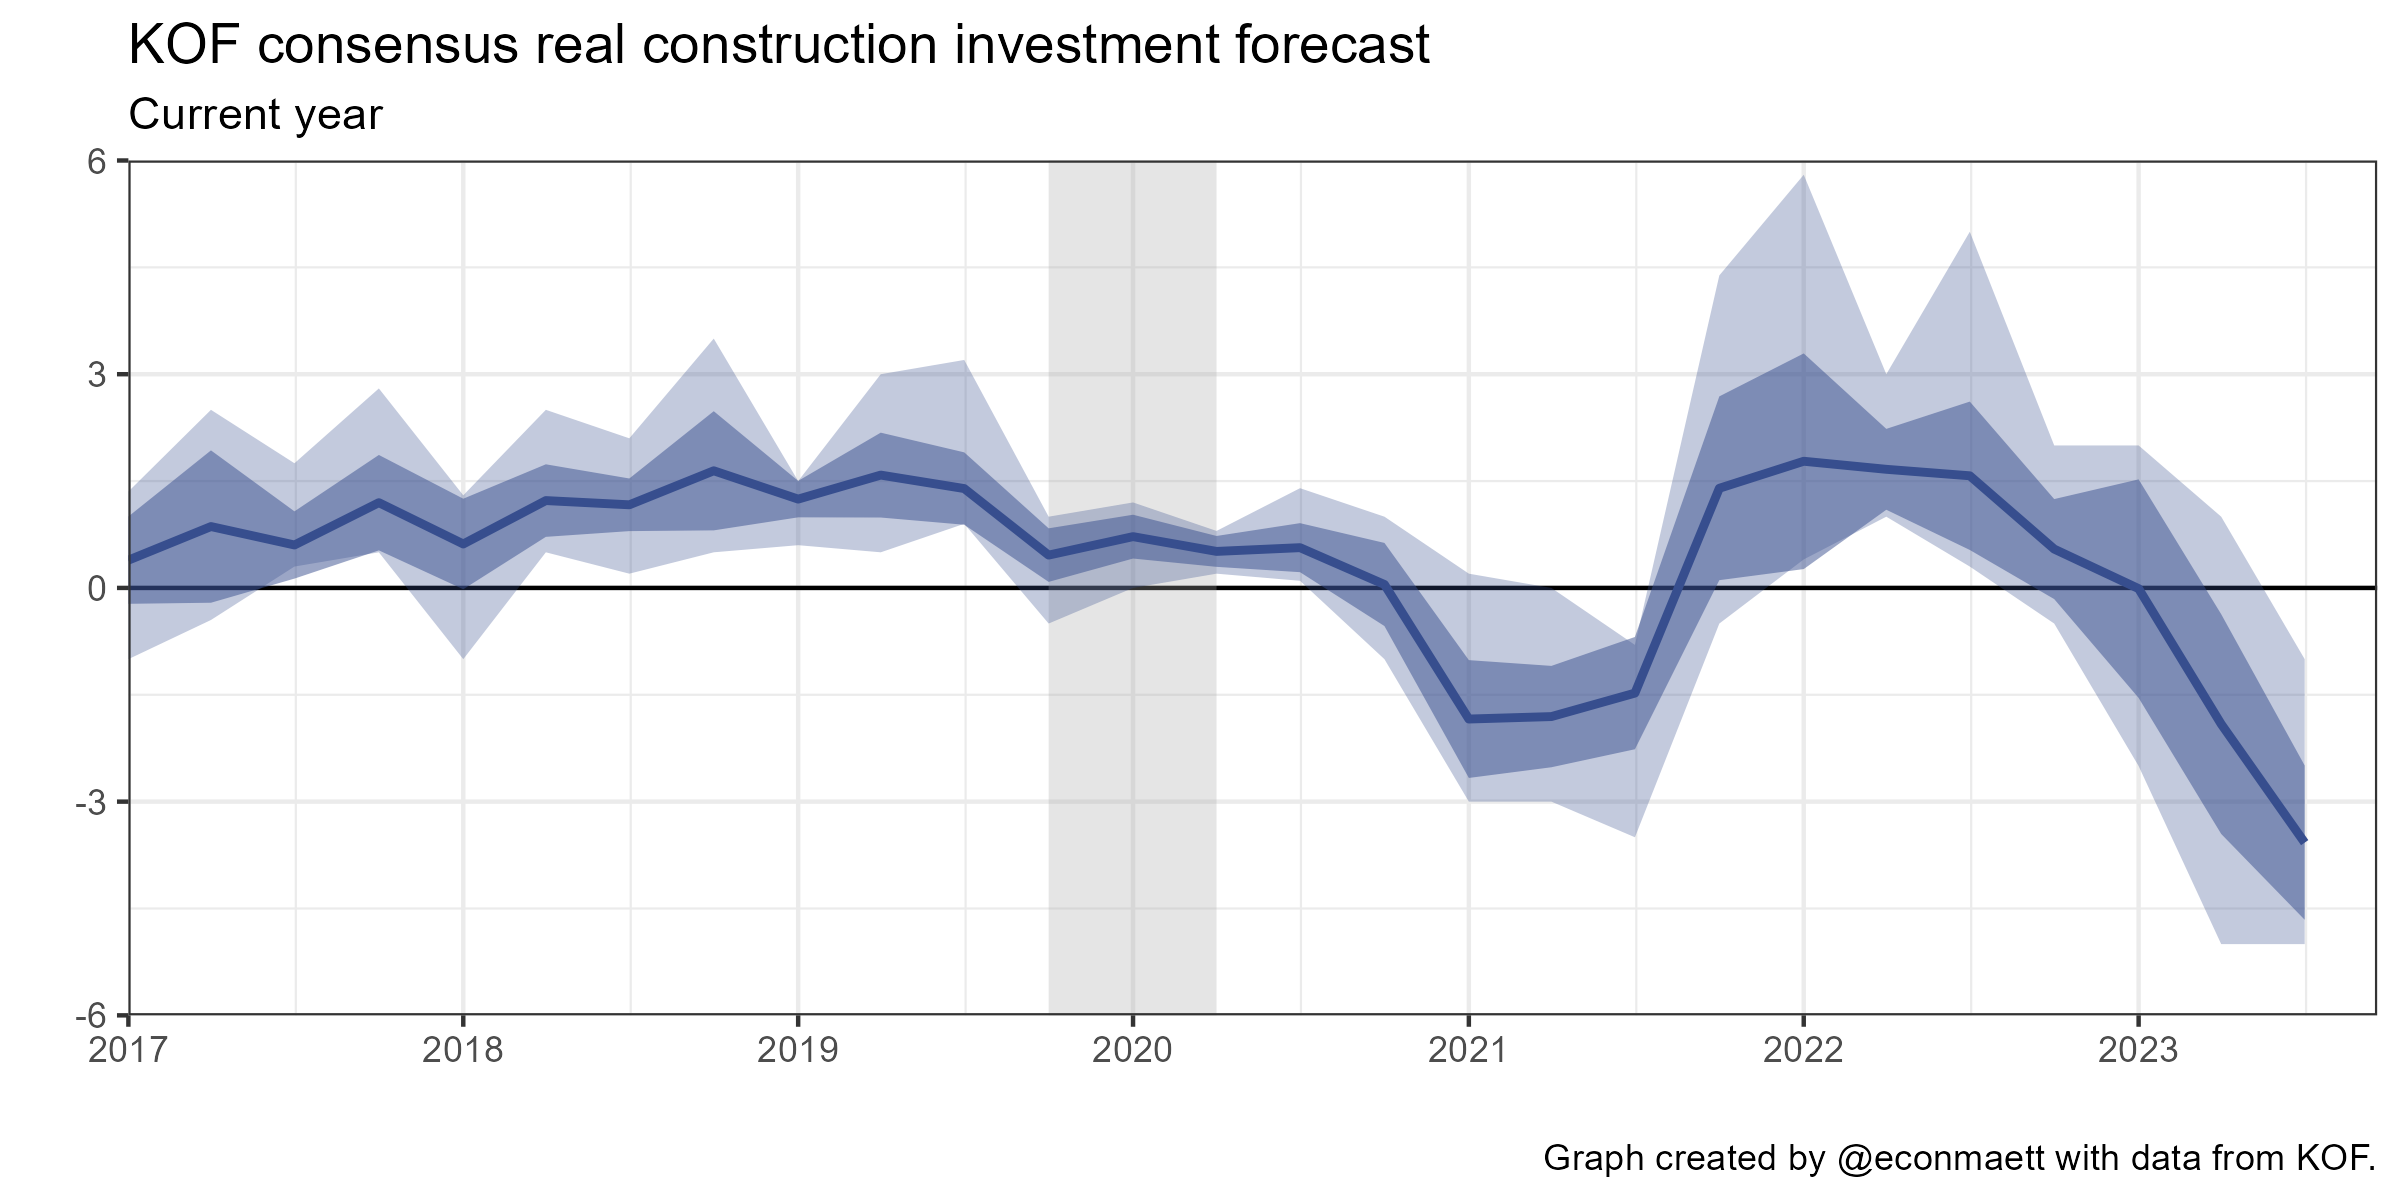 KOF consensus real construction investment forecast
Current year
6
3
0
-3
-6
2017 2018 2019 2020 2021 2022 2023
Graph created by @econmaett with data from KOF.